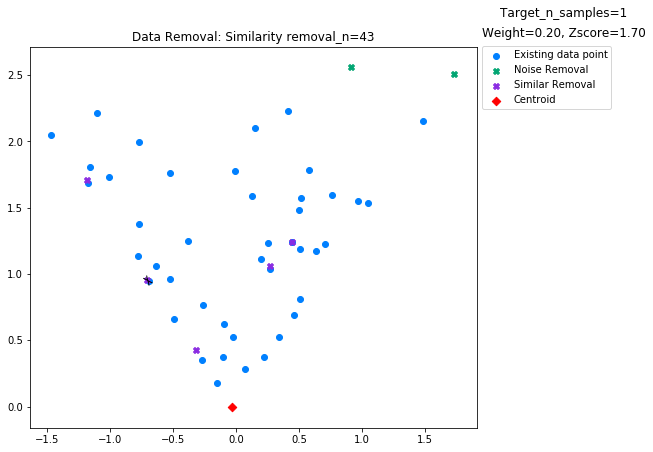 Target_n_samples=1
Weight=0.20, Zscore=1.70
Data Removal: Similarity removal_n=43
Existing data point
Noise Removal
Similar Removal
Centroid
2.5
2.0
1.5
1.0
0.5
0.0
−1.5 −1.0 −0.5 0.0 0.5 1.0 1.5